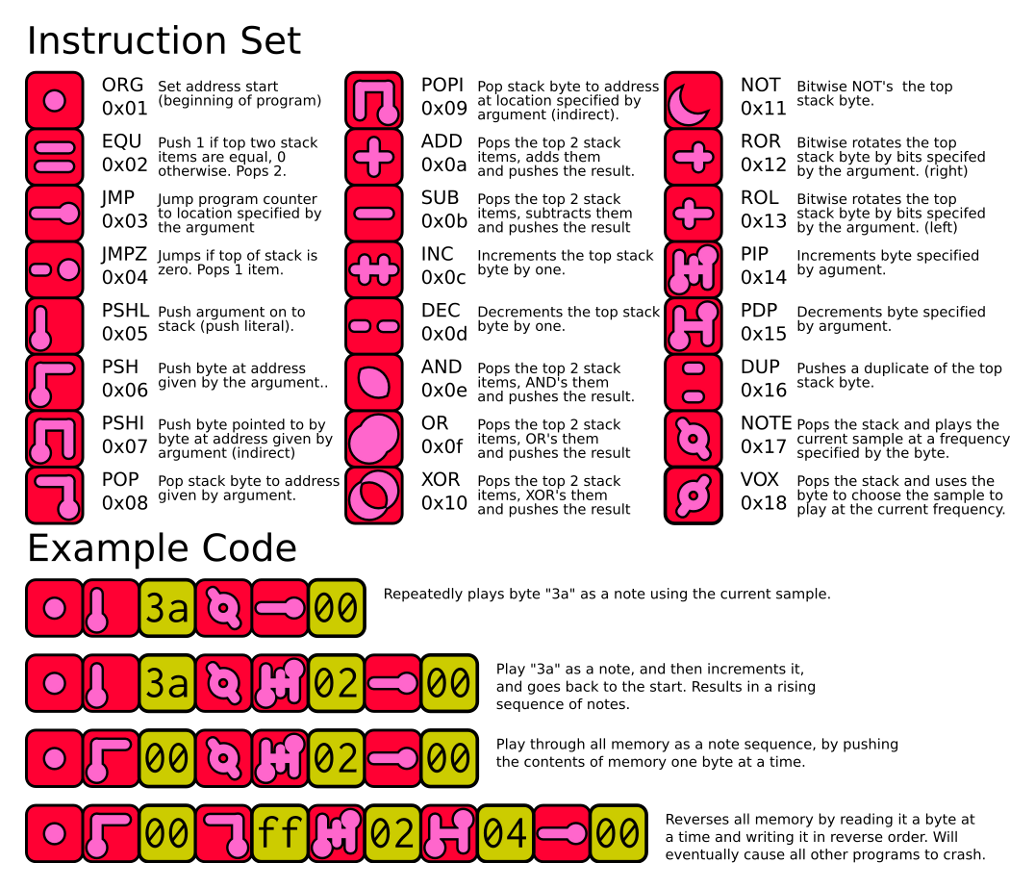 Instruction Set
ORG
0x01
Set address start
(beginning of program)
EQU
0x02
Push 1 if top two stack
items are equal, 0
otherwise. Pops 2.
JMP
0x03
Jump program counter
to location specified by
the argument
JMPZ
0x04
Jumps if top of stack is
zero. Pops 1 item.
PSHL
0x05
Push argument on to
stack (push literal).
PSH
0x06
Push byte at address
given by the argument..
PSHI
0x07
Push byte pointed to by
byte at address given by
argument (indirect)
POP
0x08
Pop stack byte to address
given by argument.
POPI
0x09
Pop stack byte to address
at location specified by
argument (indirect).
ADD
0x0a
Pops the top 2 stack
items, adds them
and pushes the result.
SUB
0x0b
Pops the top 2 stack
items, subtracts them
and pushes the result
INC
0x0c
Increments the top stack
byte by one.
DEC
0x0d
Decrements the top stack
byte by one.
AND
0x0e
Pops the top 2 stack
items, AND's them
and pushes the result.
OR
0x0f
Pops the top 2 stack
items, OR's them
and pushes the result
XOR
0x10
Pops the top 2 stack
items, XOR's them
and pushes the result
NOT
0x11
Bitwise NOT's  the top
stack byte.
ROR
0x12
Bitwise rotates the top
stack byte by bits specifed
by the argument. (right)
ROL
0x13
Bitwise rotates the top
stack byte by bits specifed
by the argument. (left)
PIP
0x14
Increments byte specified
by agument.
PDP
0x15
Decrements byte specified
by argument.
DUP
0x16
Pushes a duplicate of the top
stack byte.
NOTE
0x17
Pops the stack and plays the
current sample at a frequency
specified by the byte.
VOX
0x18
Pops the stack and uses the
byte to choose the sample to
play at the current frequency.
Example Code
3a 00
Repeatedly plays byte "3a" as a note using the current sample.
3a 02 00
Play "3a" as a note, and then increments it,
and goes back to the start. Results in a rising
sequence of notes.
00 02 00
Play through all memory as a note sequence, by pushing
the contents of memory one byte at a time.
00 ff 02 04 00
Reverses all memory by reading it a byte at
a time and writing it in reverse order. Will
eventually cause all other programs to crash.